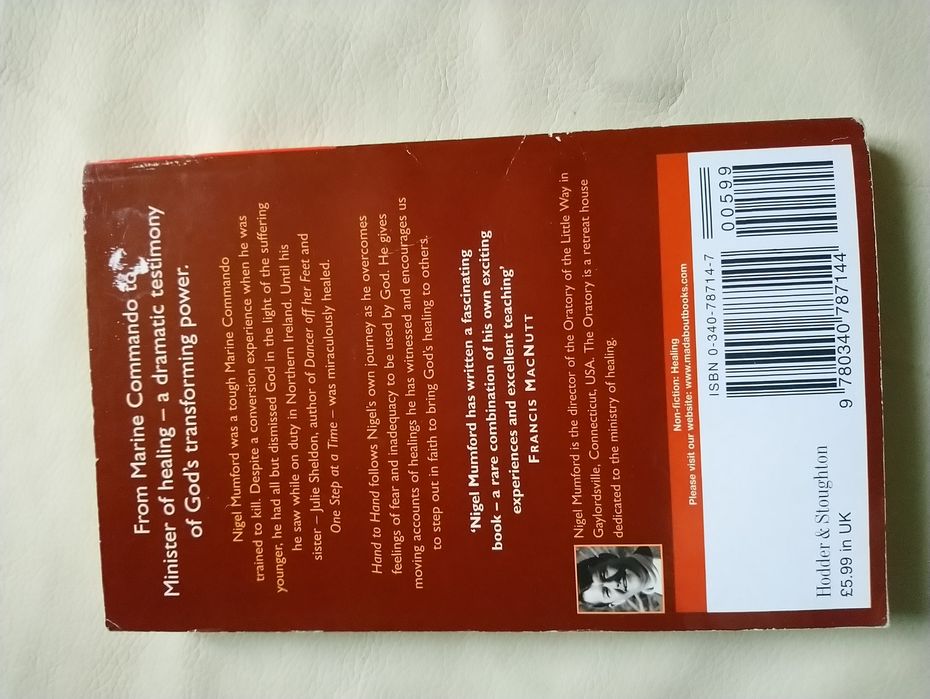 From Marine Commando to
Minister of healing – a dramatic testimony
of God's transforming power.
Nigel Mumford was a tough Marine Commando
trained to kill. Despite a conversion experience when he was
younger, he had all but dismissed God in the light of the suffering
he saw while on duty in Northern Ireland. Until his
sister – Julie Sheldon, author of Dancer off her Feet and
One Step at a Time – was miraculously healed.
Hand to Hand follows Nigel's own journey as he overcomes
feelings of fear and inadequacy to be used by God. He gives
moving accounts of healings he has witnessed and encourages us
to step out in faith to bring God's healing to others.
'Nigel Mumford has written a fascinating
book – a rare combination of his own exciting
experiences and excellent teaching'
FRANCIS MACNUTT
Nigel Mumford is the director of the Oratory of the Little Way in
Gaylordsville, Connecticut, USA. The Oratory is a retreat house
dedicated to the ministry of healing.
Non-fiction: Healing
Please visit our website: www.madaboutbooks.com
Hodder & Stoughton
£5.99 in UK
ISBN 0-340-78714-7
00599
9 780340 787144